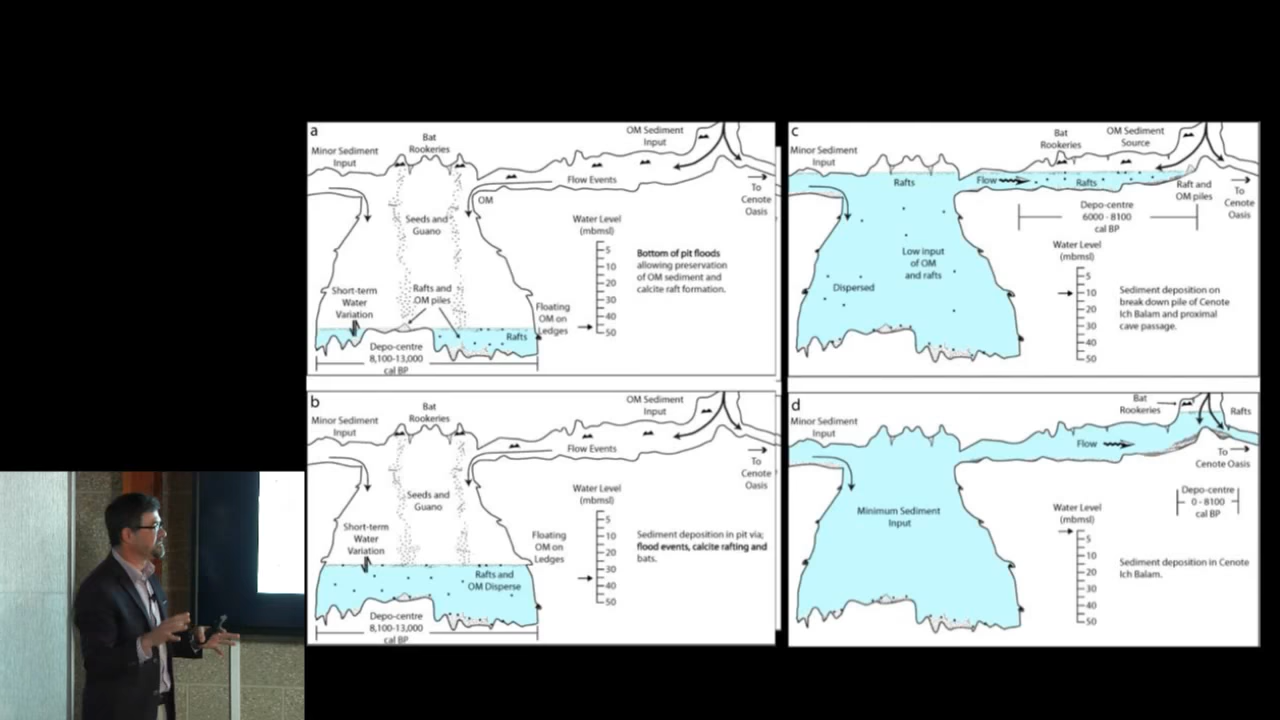 a
Bat
Rookeries
OM Sediment
Input
Minor Sediment
Input
Flow Events
To
Cenote
Oasis
OM
Seeds and
Guano
Water Level
(mbmsl)
5
10
20
30
40
50
Bottom of pit floods
allowing preservation
of OM sediment and
calcite raft formation.
Short-term
Water
Variation
Rafts and
OM piles
Floating
OM on
Ledges
Rafts
Depo-centre
8,100-13,000
cal BP
b
Bat
Rookeries
OM Sediment
Input
Minor Sediment
Input
Flow Events
To
Cenote
Oasis
Seeds and
Guano
Water Level
(mbmsl)
5
10
20
30
40
50
Sediment deposition in pit via;
flood events, calcite rafting and
bats.
Short-term
Water
Variation
Floating
OM on
Ledges
Rafts and
OM Disperse
Depo-centre
8,100-13,000
cal BP
c
Bat
Rookeries
OM Sediment
Source
Minor Sediment
Input
Rafts
Flow
Rafts
Raft and
OM piles
To
Cenote
Oasis
Depo-centre
6000 - 8100
cal BP
Low input
of OM
and rafts
Dispersed
Water Level
(mbmsl)
5
10
20
30
40
50
Sediment deposition on
break down pile of Cenote
Ich Balam and proximal
cave passage.
d
Bat
Rookeries
Rafts
Minor Sediment
Input
Flow
To
Cenote Oasis
Depo-centre
0 - 8100
cal BP
Minimum Sediment
Input
Water Level
(mbmsl)
5
10
20
30
40
50
Sediment deposition in Cenote
Ich Balam.